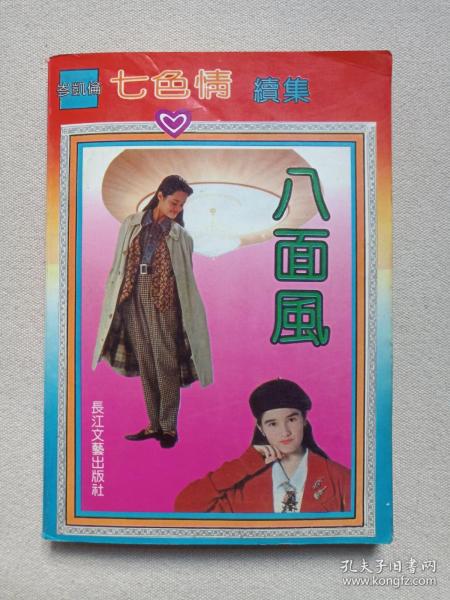 岑凱倫
七色情 續集
八面風
長江文藝出版社
孔夫子旧书网
www.kongfz.com